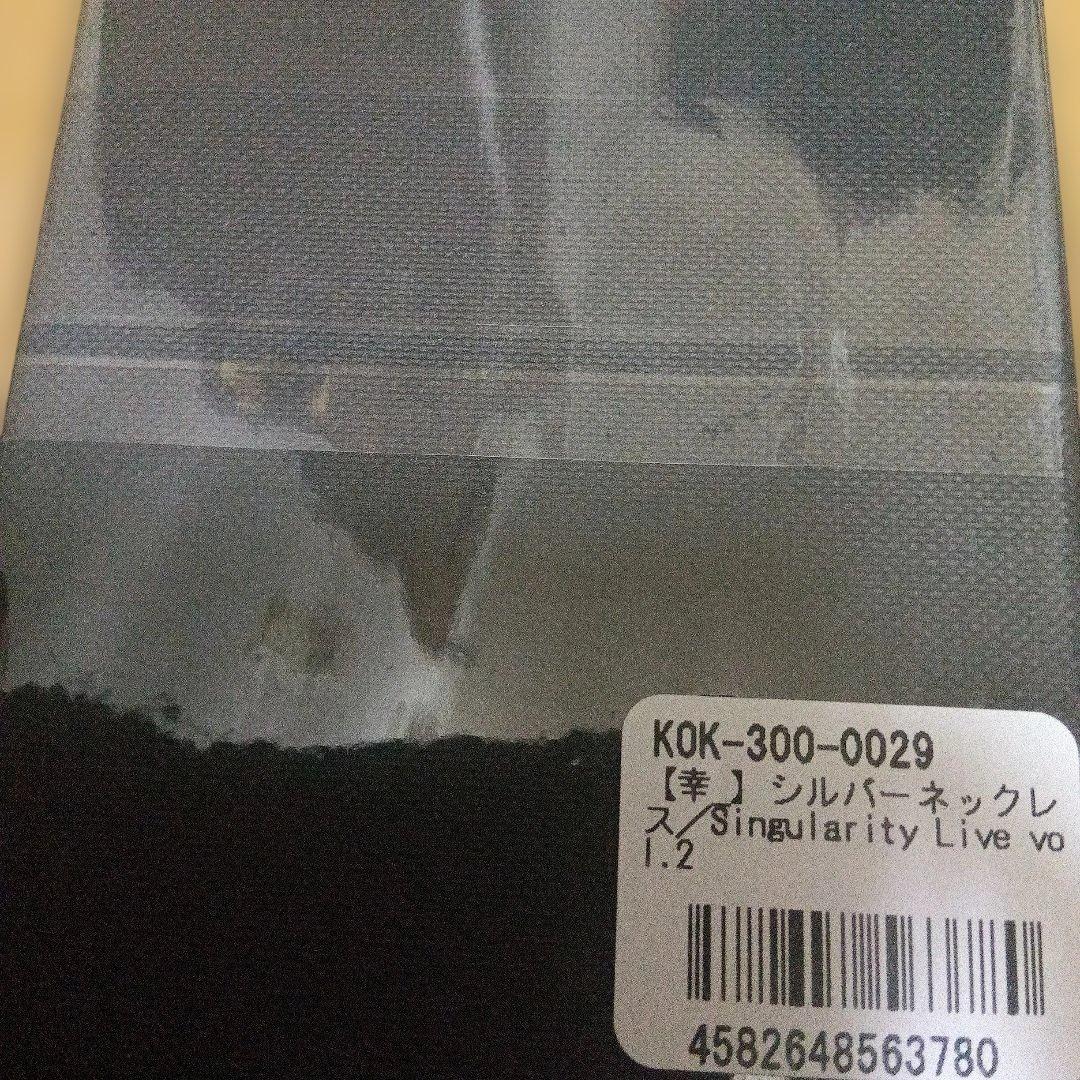 KOK-300-0029
【幸 】シルバーネックレ
ス／Singularity Live vo
l.2
4582648563780